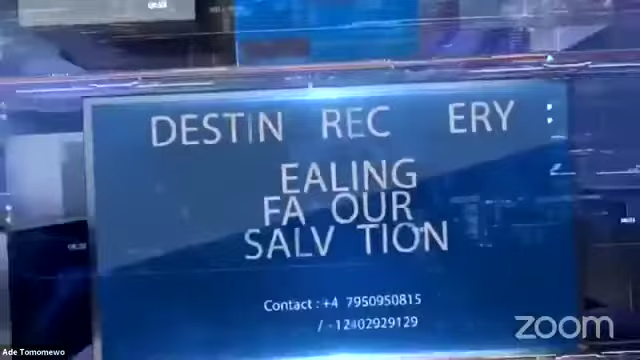 DESTIN REC ERY
EALING
FA OUR
SALV TION
Contact : +4 7950950815
/ -12402929129
zoom
Ade Tomomewo